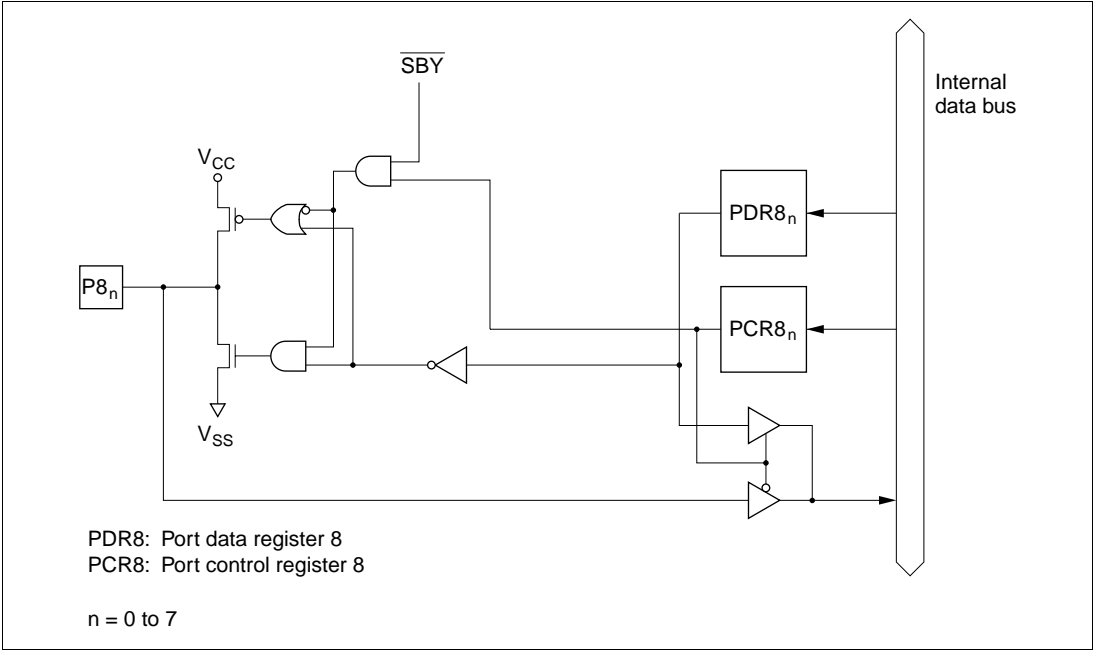 SBY
Internal
data bus
VCC
PDR8n
P8n
PCR8n
VSS
PDR8: Port data register 8
PCR8: Port control register 8
n = 0 to 7